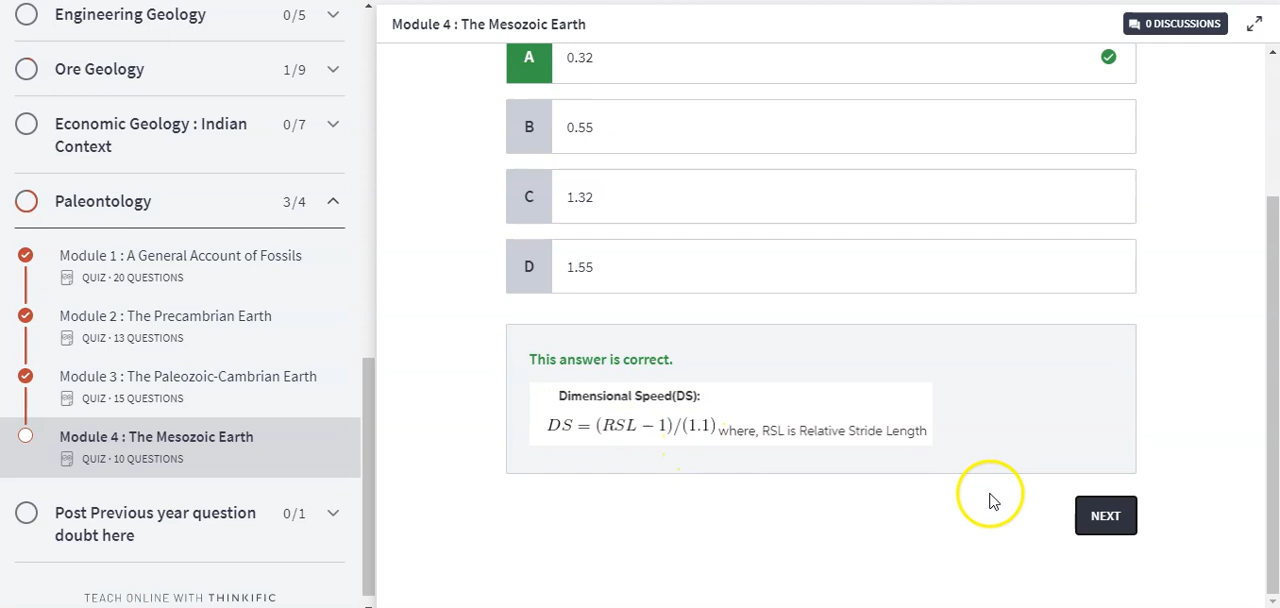 Engineering Geology 0/5
Ore Geology 1/9
Economic Geology : Indian 0/7
Context
Paleontology 3/4
Module 1 : A General Account of Fossils
QUIZ · 20 QUESTIONS
Module 2 : The Precambrian Earth
QUIZ · 13 QUESTIONS
Module 3 : The Paleozoic-Cambrian Earth
QUIZ · 15 QUESTIONS
Module 4 : The Mesozoic Earth
QUIZ · 10 QUESTIONS
Post Previous year question 0/1
doubt here
TEACH ONLINE WITH THINKIFIC
Module 4 : The Mesozoic Earth
0 DISCUSSIONS
A 0.32
B 0.55
C 1.32
D 1.55
This answer is correct.
Dimensional Speed(DS):
DS = (RSL − 1)/(1.1) where, RSL is Relative Stride Length
NEXT